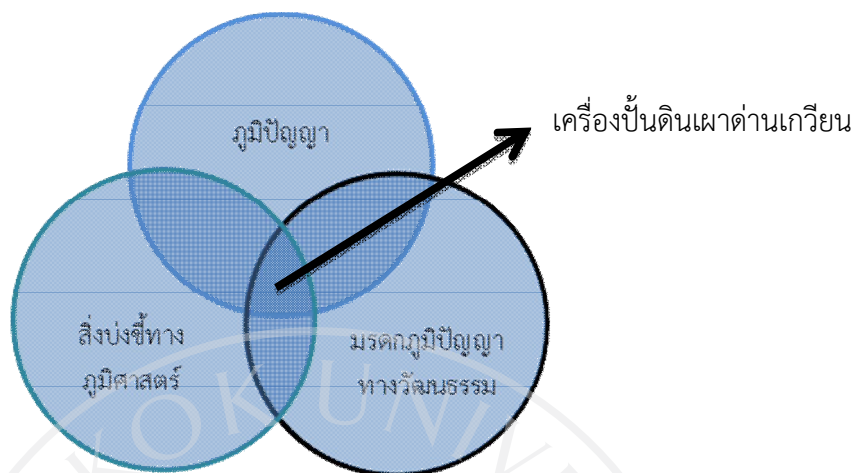 ภูมิปัญญา
เครื่องปั้นดินเผาด่านเกวียน
สิ่งบ่งชี้ทาง
ภูมิศาสตร์
มรดกภูมิปัญญา
ทางวัฒนธรรม
KOK UNIV